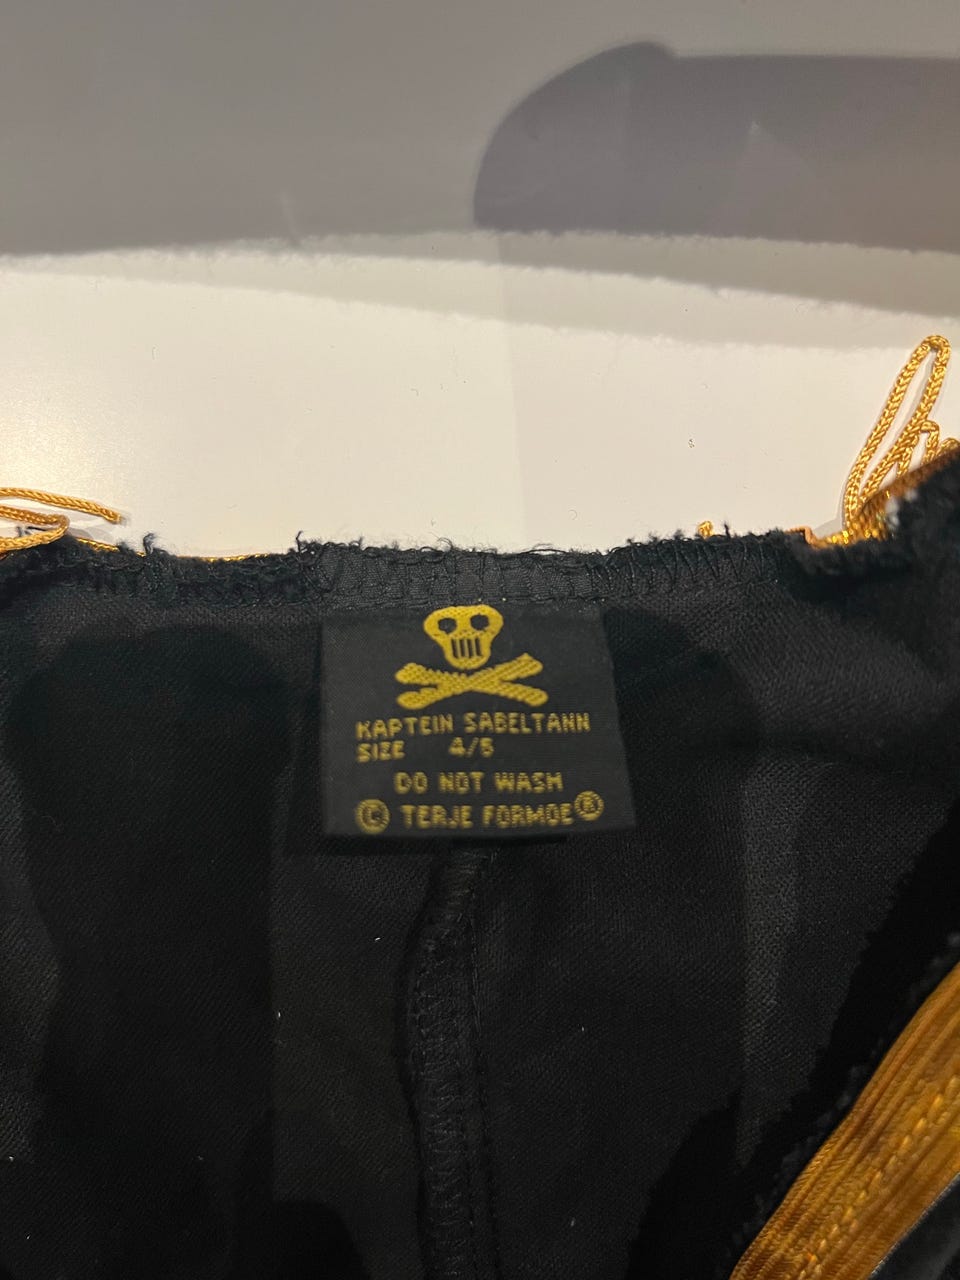 KAPTEIN SABELTANN
SIZE 4/5
DO NOT WASH
© TERJE FORMOE®